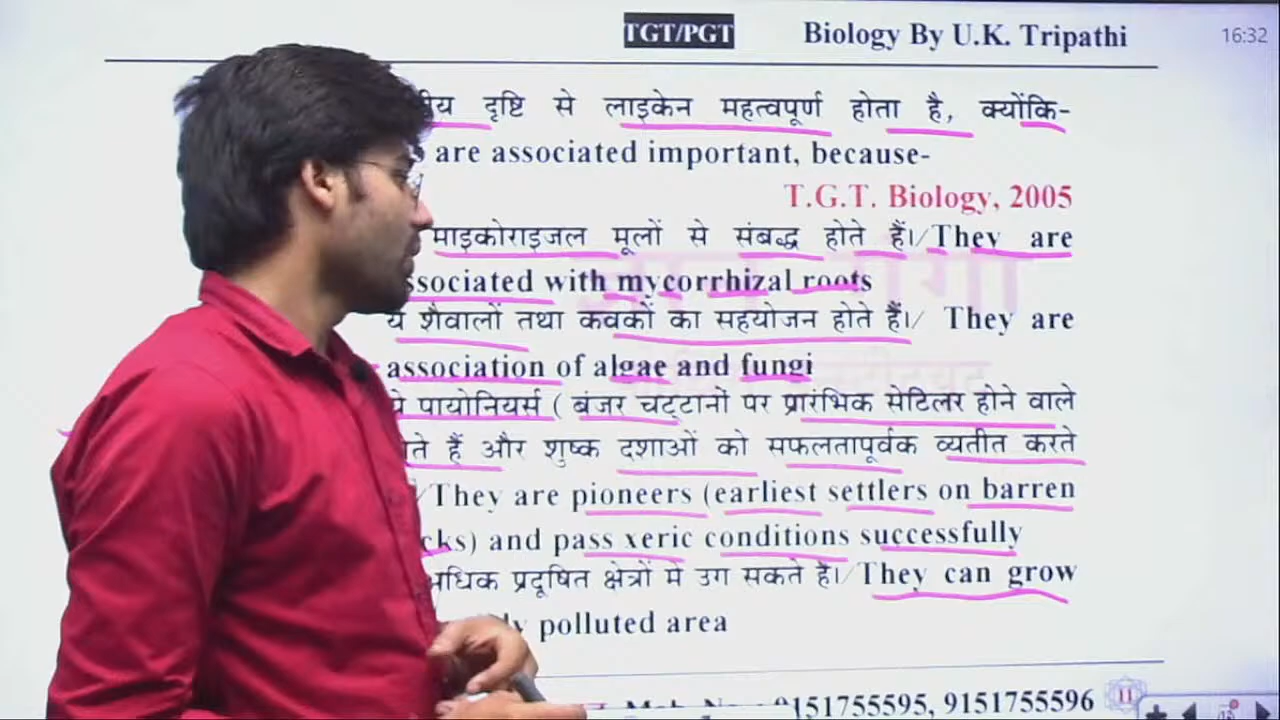 TGT/PGT Biology By U.K. Tripathi
16:32
दृष्टि से लाइकेन महत्वपूर्ण होता है, क्योंकि-
are associated important, because-
T.G.T. Biology, 2005
माइकोराइजल मूलों से संबद्ध होते हैं।/They are
ssociated with mycorrhizal roots
ये शैवालों तथा कवकों का सहयोजन होते हैं।/ They are
association of algae and fungi
ये पायोनियर्स ( बंजर चट्टानों पर प्रारंभिक सेटिलर होने वाले
और शुष्क दशाओं को सफलतापूर्वक व्यतीत करते
/They are pioneers (earliest settlers on barren
cks) and pass xeric conditions successfully
प्रदूषित क्षेत्रों में उग सकते है।/They can grow
polluted area
9151755595, 9151755596 11